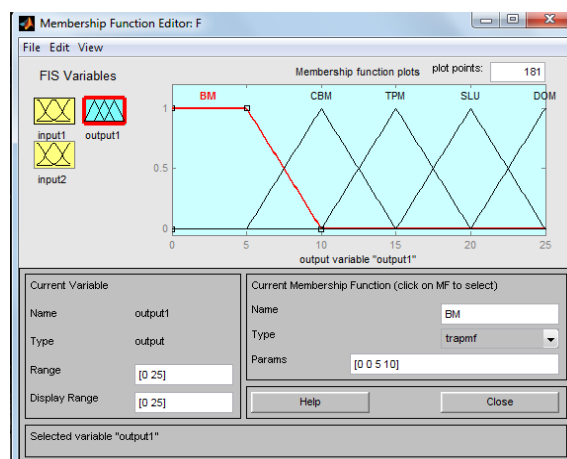 Membership Function Editor: F
File Edit View
FIS Variables
Membership function plots plot points: 181
BM CBM TPM SLU DOM
1
0.5
0
input1 output1
input2
0 5 10 15 20 25
output variable "output1"
Current Variable
Name output1
Type output
Range [0 25]
Display Range [0 25]
Current Membership Function (click on MF to select)
Name BM
Type trapmf
Params [0 0 5 10]
Help Close
Selected variable "output1"